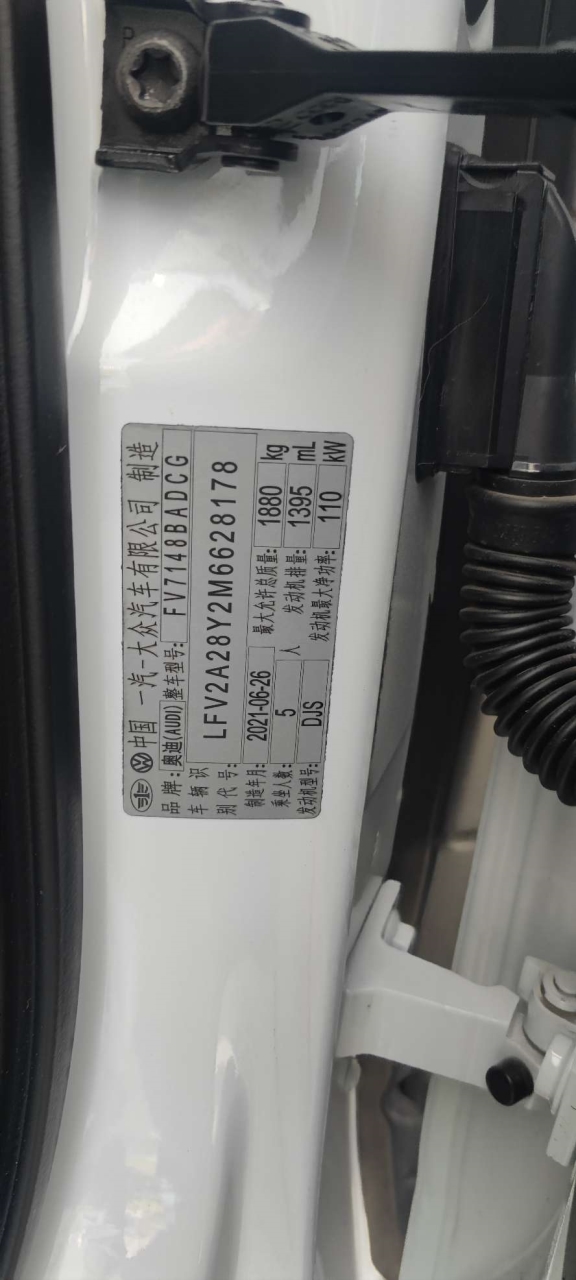 中国 一汽-大众汽车有限公司 制造
品牌: 奥迪(AUDI) 整车型号: FV7148BADCG
车辆识别代号: LFV2A28Y2M6628178
制造年月: 2021-06-26 最大允许总质量: 1880 kg
乘坐人数: 5 人 发动机排量: 1395 mL
发动机型号: DJS 发动机最大净功率: 110 kW
P